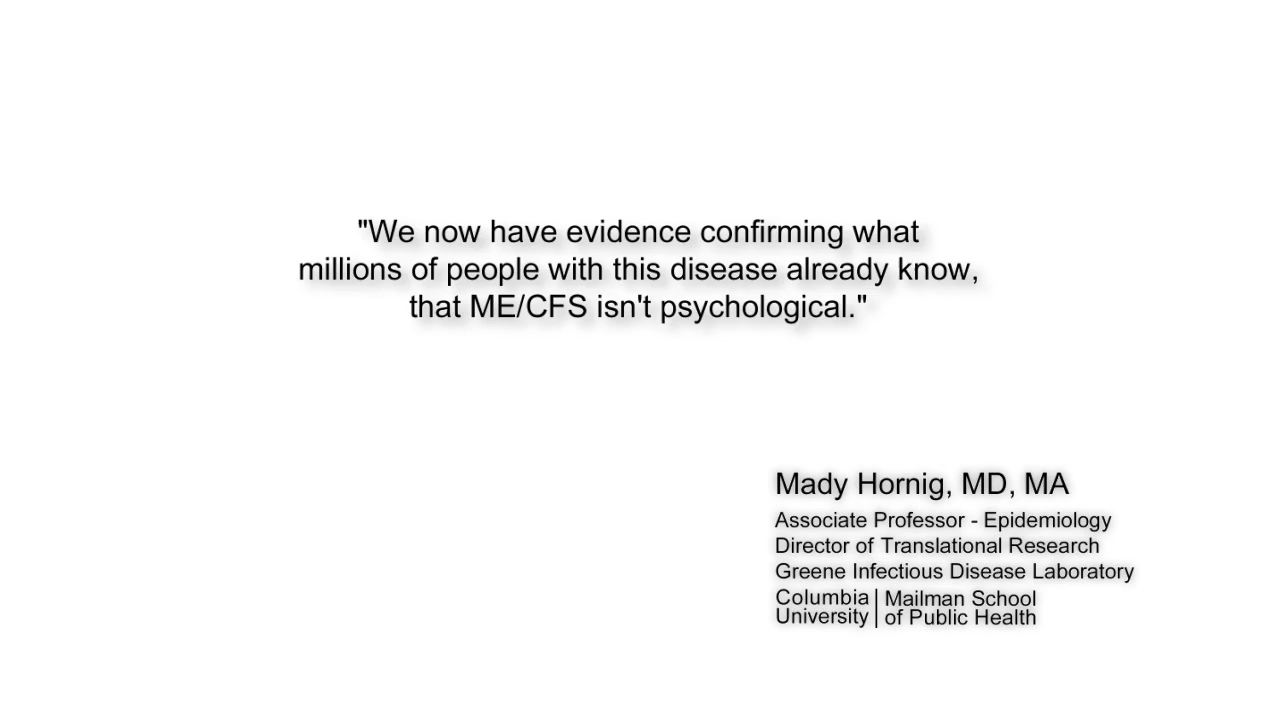 "We now have evidence confirming what
millions of people with this disease already know,
that ME/CFS isn't psychological."
Mady Hornig, MD, MA
Associate Professor - Epidemiology
Director of Translational Research
Greene Infectious Disease Laboratory
Columbia University | Mailman School of Public Health